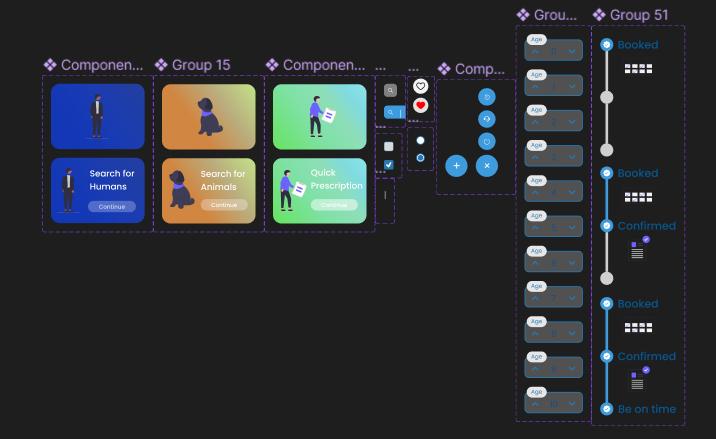 Componen...
Group 15
Componen...
...
...
Comp...
Grou...
Group 51
Search for
Humans
Continue
Search for
Animals
Continue
Quick
Prescription
Continue
...
...
...
Age
Age
Age
Age
Age
Age
Age
Age
Age
Age
Age
Booked
Booked
Confirmed
Booked
Confirmed
Be on time